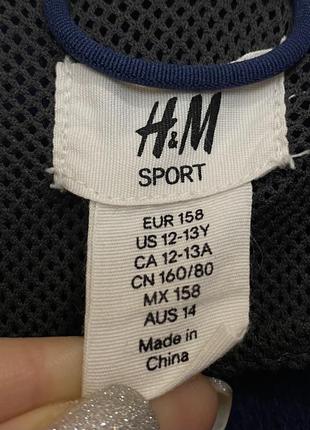 H&M
SPORT
EUR 158
US 12-13Y
CA 12-13A
CN 160/80
MX 158
AUS 14
Made in
China